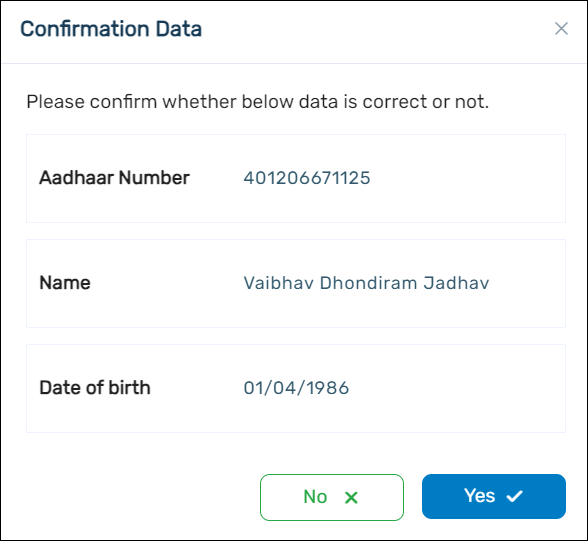 Confirmation Data
Please confirm whether below data is correct or not.
Aadhaar Number 401206671125
Name Vaibhav Dhondiram Jadhav
Date of birth 01/04/1986
No Yes